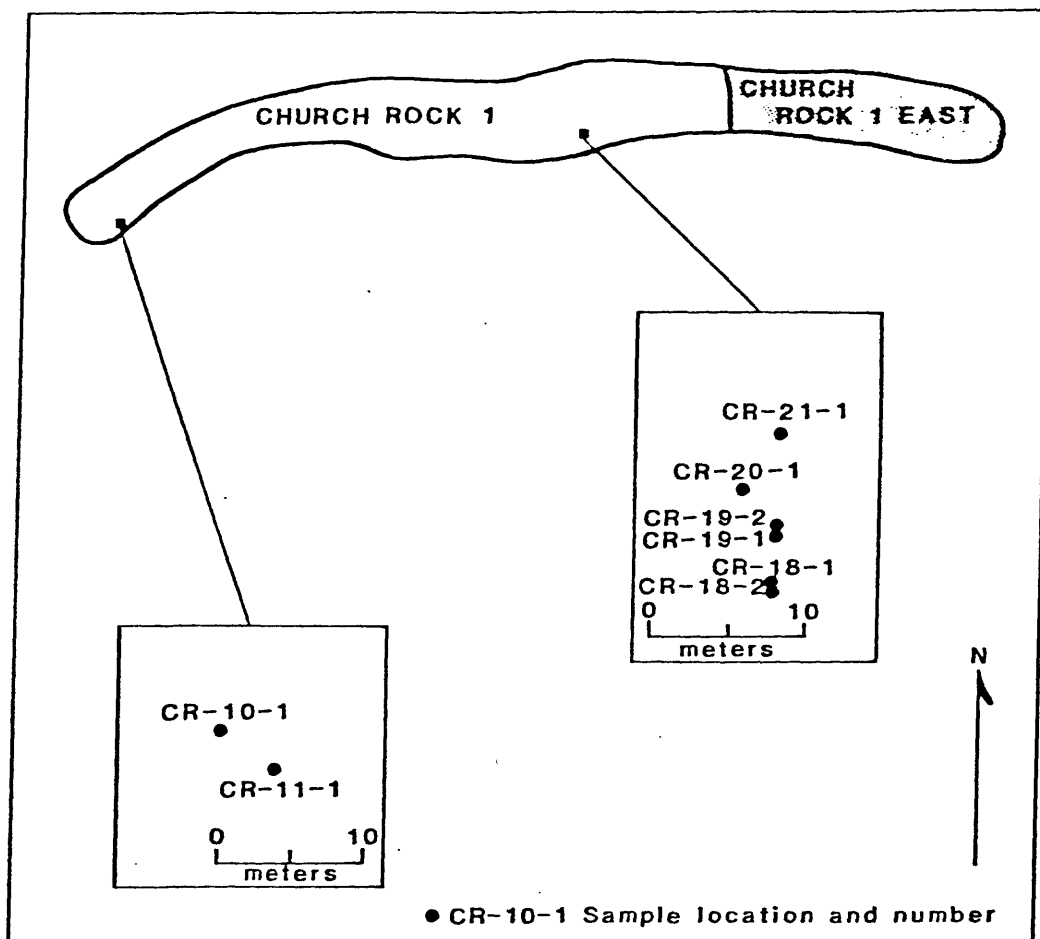 CHURCH ROCK 1
CHURCH
ROCK 1 EAST
CR-21-1
CR-20-1
CR-19-2
CR-19-1
CR-18-1
CR-18-2
0 10
meters
CR-10-1
CR-11-1
0 10
meters
N
CR-10-1 Sample location and number